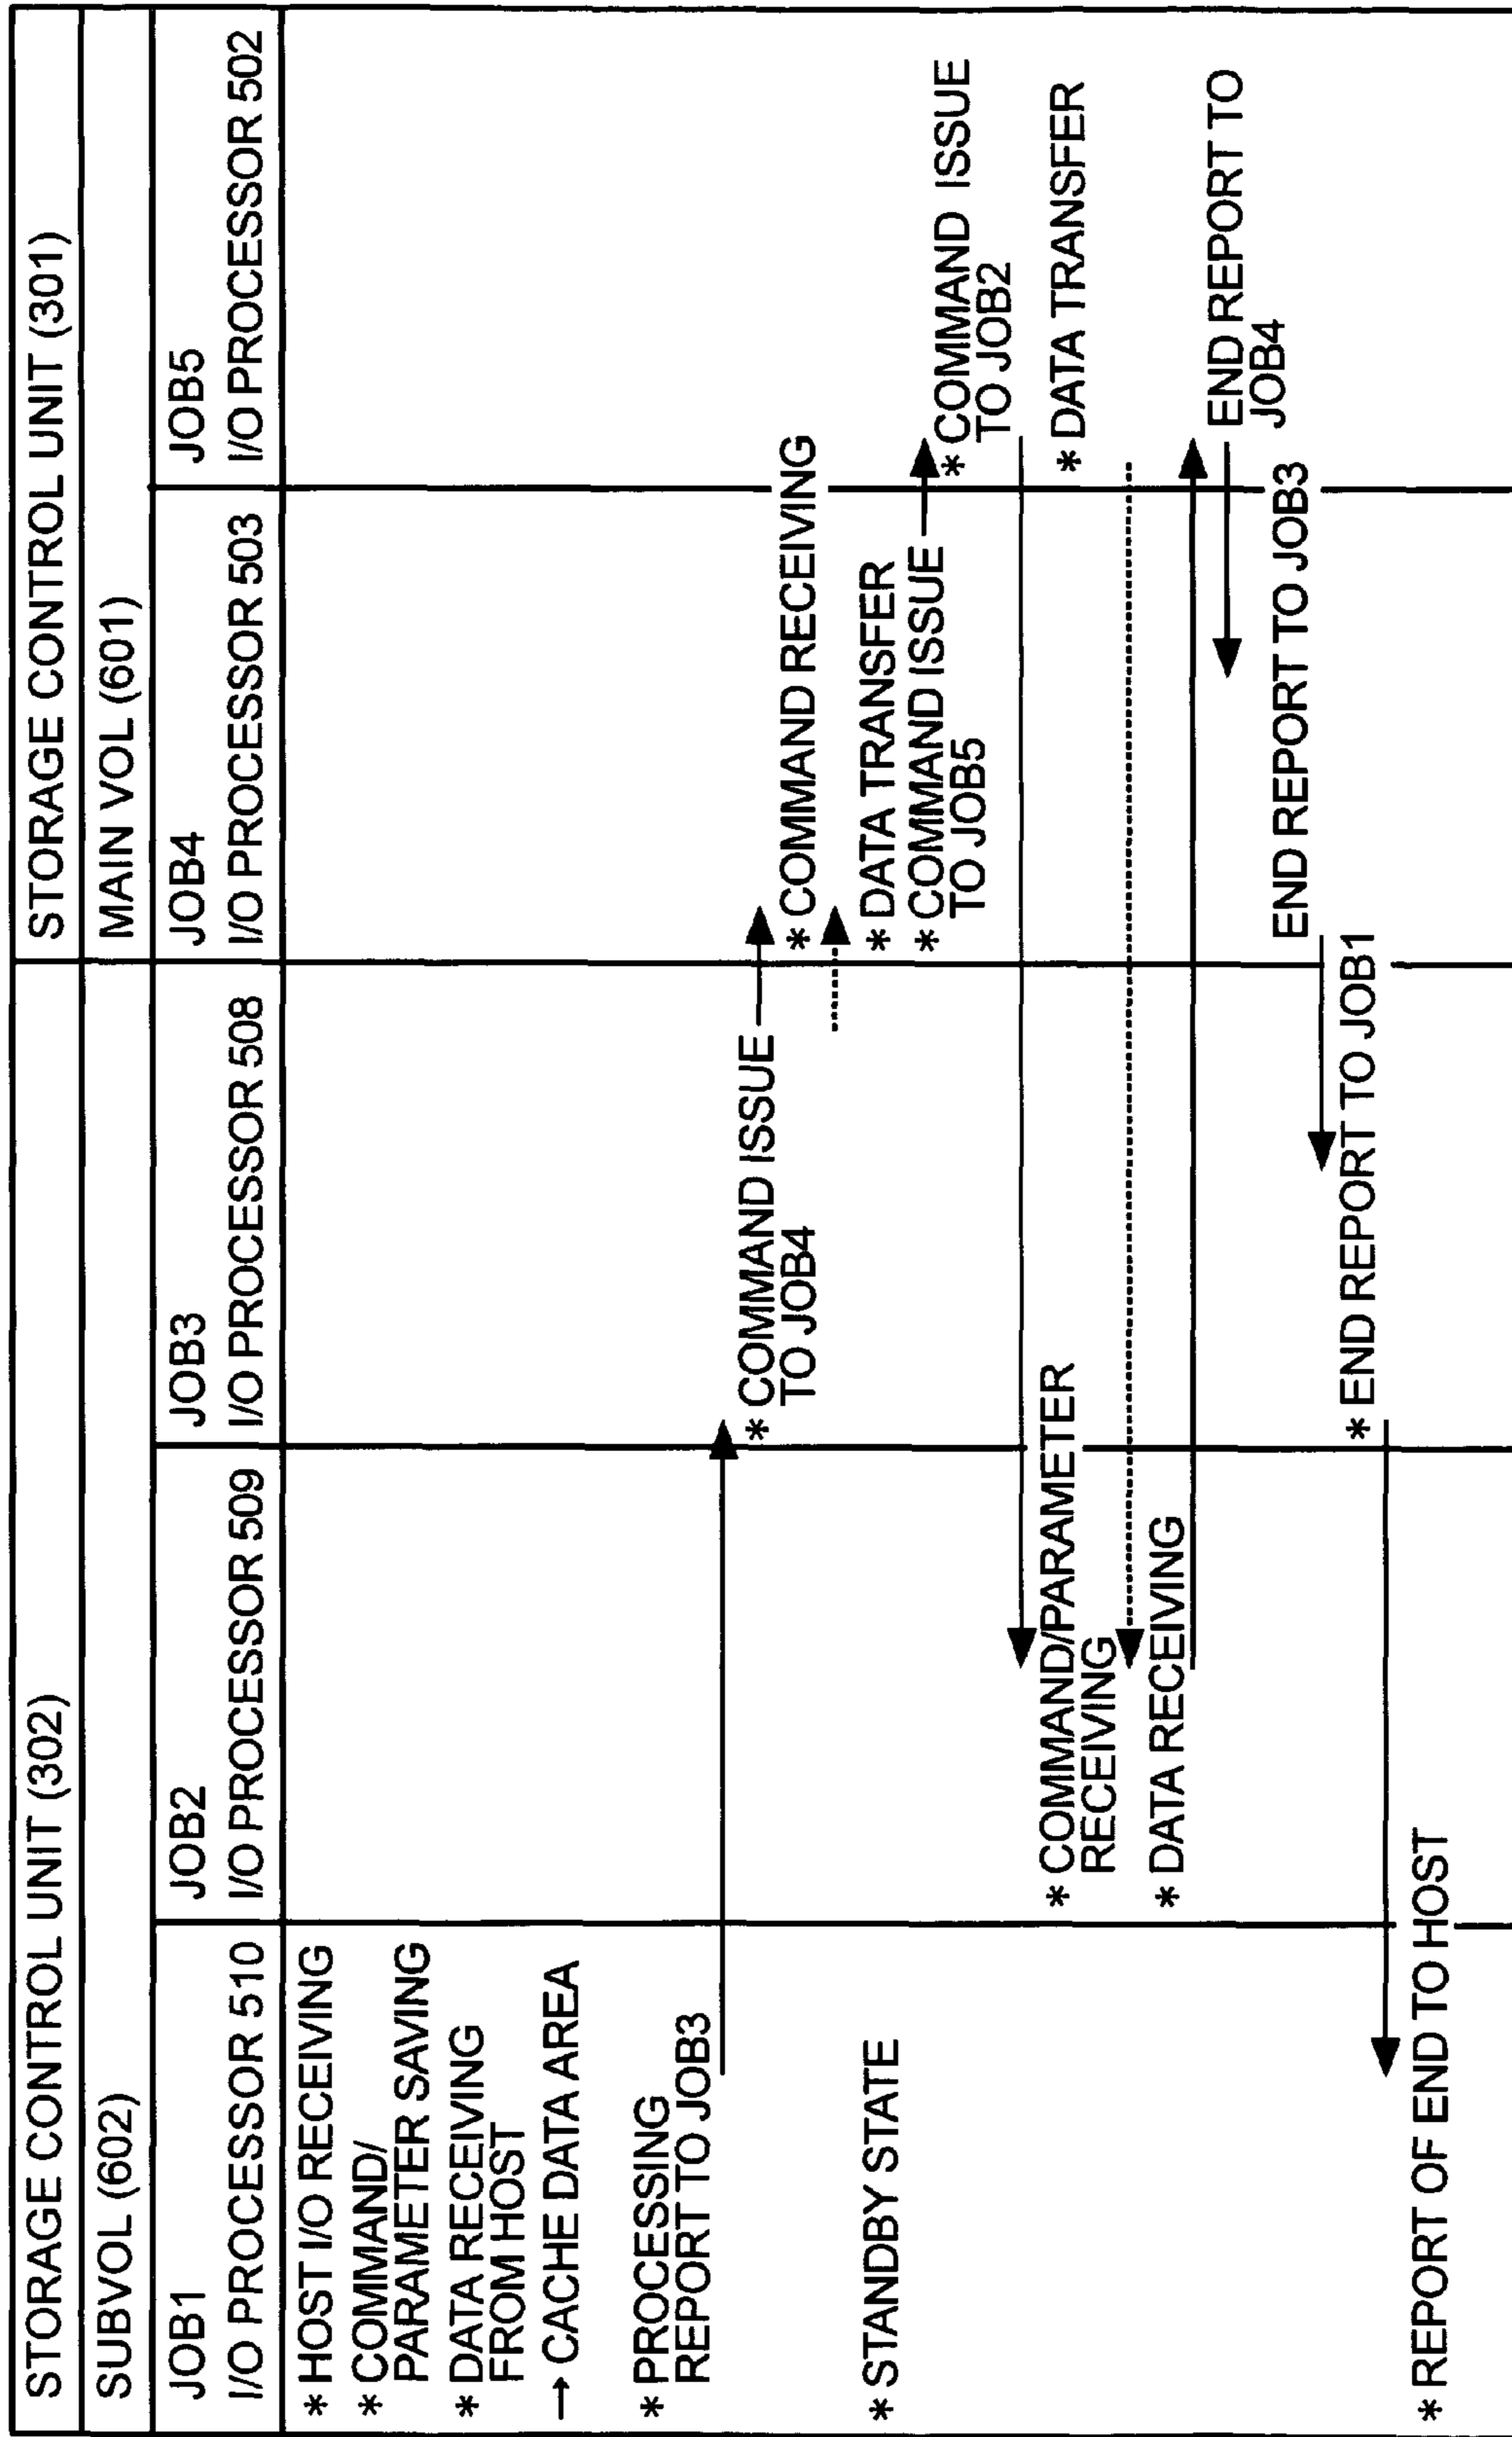 STORAGE CONTROL UNIT (302)
STORAGE CONTROL UNIT (301)
SUBVOL (602)
MAIN VOL (601)
JOB1
I/O PROCESSOR 510
JOB2
I/O PROCESSOR 509
JOB3
I/O PROCESSOR 508
JOB4
I/O PROCESSOR 503
JOB5
I/O PROCESSOR 502
* HOST I/O RECEIVING
* COMMAND/
PARAMETER SAVING
* DATA RECEIVING
FROM HOST
→ CACHE DATA AREA
* PROCESSING
REPORT TO JOB3
* COMMAND ISSUE
TO JOB4
* COMMAND RECEIVING
* STANDBY STATE
* DATA TRANSFER
* COMMAND ISSUE
TO JOB5
* COMMAND ISSUE
TO JOB2
* COMMAND/PARAMETER
RECEIVING
* DATA TRANSFER
* DATA RECEIVING
END REPORT TO
JOB4
END REPORT TO JOB3
* END REPORT TO JOB1
* REPORT OF END TO HOST